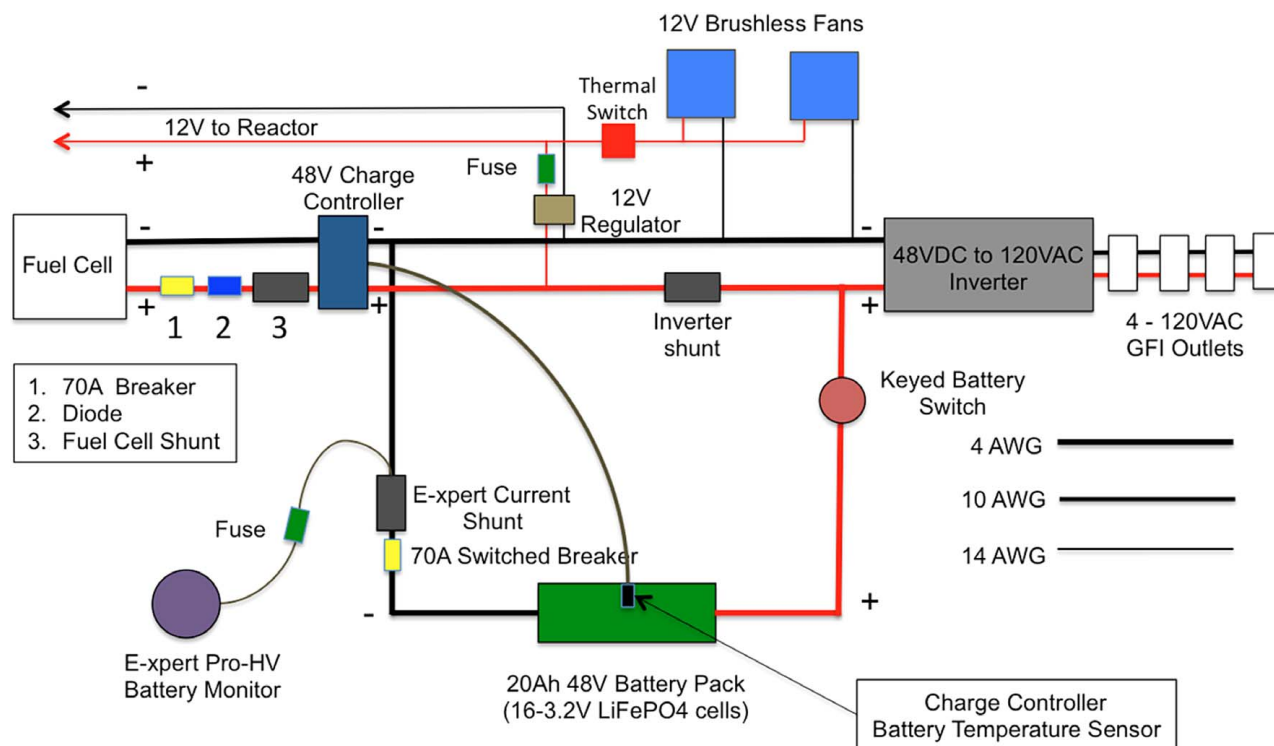 12V Brushless Fans
Thermal
Switch
-
12V to Reactor
+
Fuse
48V Charge
Controller
12V
Regulator
-
-
-
Fuel Cell
48VDC to 120VAC
Inverter
+
+
+
1
2
3
Inverter
shunt
4 - 120VAC
GFI Outlets
1. 70A Breaker
2. Diode
3. Fuel Cell Shunt
Keyed Battery
Switch
4 AWG
10 AWG
14 AWG
E-xpert Current
Shunt
Fuse
70A Switched Breaker
-
+
E-xpert Pro-HV
Battery Monitor
20Ah 48V Battery Pack
(16-3.2V LiFePO4 cells)
Charge Controller
Battery Temperature Sensor